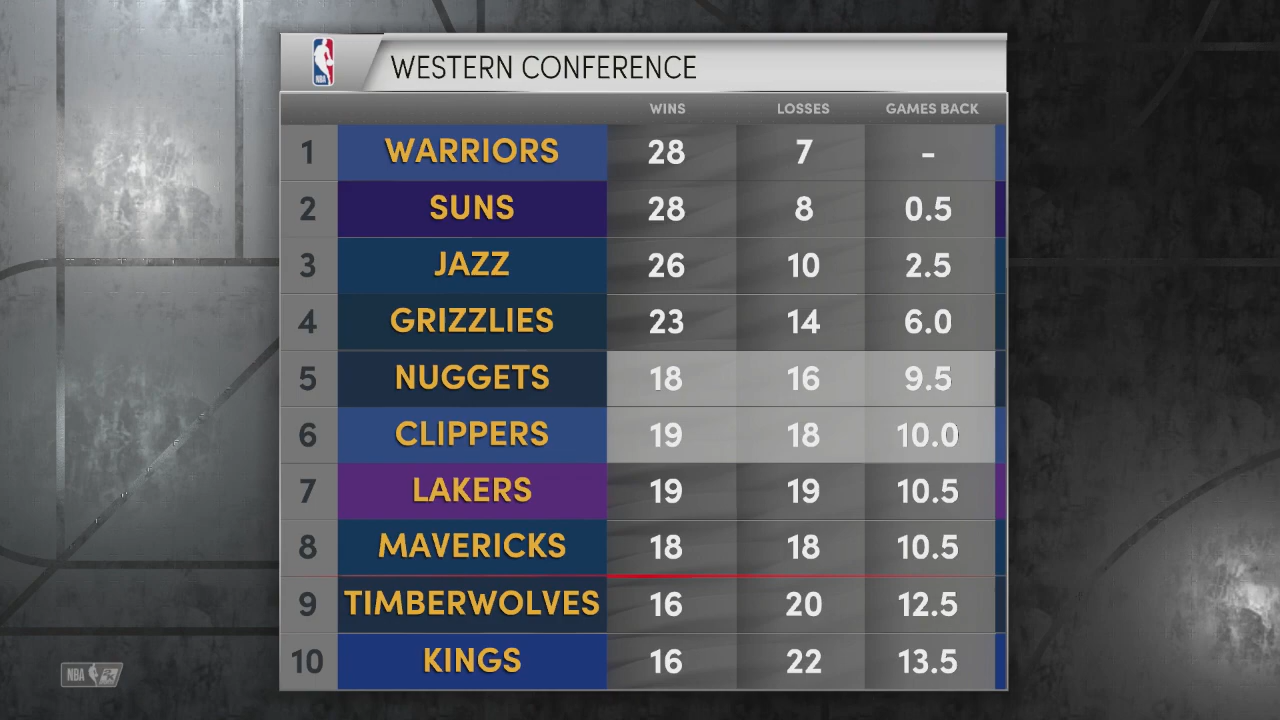 NBA
WESTERN CONFERENCE
WINS LOSSES GAMES BACK
1 WARRIORS 28 7 -
2 SUNS 28 8 0.5
3 JAZZ 26 10 2.5
4 GRIZZLIES 23 14 6.0
5 NUGGETS 18 16 9.5
6 CLIPPERS 19 18 10.0
7 LAKERS 19 19 10.5
8 MAVERICKS 18 18 10.5
9 TIMBERWOLVES 16 20 12.5
10 KINGS 16 22 13.5
NBA 2K